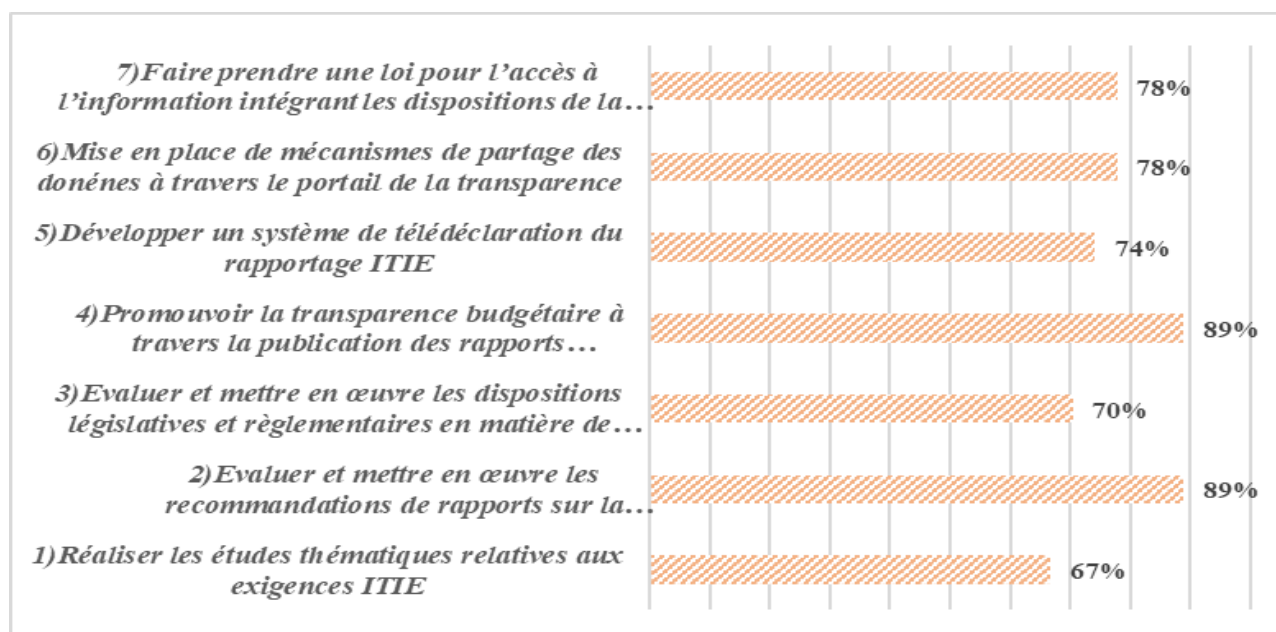 7)Faire prendre une loi pour l’accès à
l’information intégrant les dispositions de la…
78%
6)Mise en place de mécanismes de partage des
donénes à travers le portail de la transparence
78%
5)Développer un système de télédéclaration du
rapportage ITIE
74%
4)Promouvoir la transparence budgétaire à
travers la publication des rapports…
89%
3)Evaluer et mettre en œuvre les dispositions
législatives et règlementaires en matière de…
70%
2)Evaluer et mettre en œuvre les
recommandations de rapports sur la…
89%
1)Réaliser les études thématiques relatives aux
exigences ITIE
67%